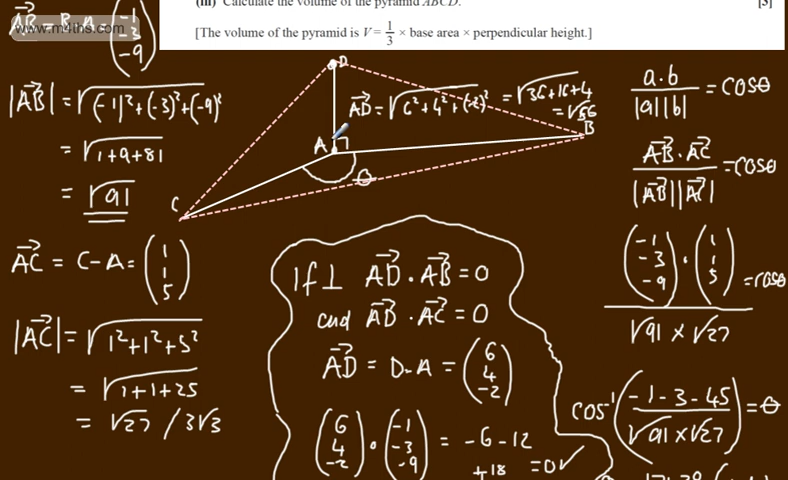 (iii) Calculate the volume of the pyramid ABCD. [3]
[The volume of the pyramid is V = 1/3 × base area × perpendicular height.]
www.m4ths.com
AB = B - A = (-1 -3 -9)
|AB| = √(-1)²+(-3)²+(-9)²
= √1+9+81
= √91
AC = C-A = (1 1 5)
|AC| = √1²+1²+5²
= √1+1+25
= √27 / 3√3
D
AD = √6²+4²+(-2)² = √36+16+4
= √56
A
B
C
θ
If ⊥ AD . AB = 0
and AD . AC = 0
AD = D-A = (6 4 -2)
(6 4 -2) • (-1 -3 -9) = -6-12
+18 = 0✓
a.b / |a||b| = cosθ
AB . AC / |AB||AC| = cosθ
(-1 -3 -9) • (1 1 5) / √91 × √27 = cosθ
cos⁻¹ (-1-3-45 / √91 × √27) = θ